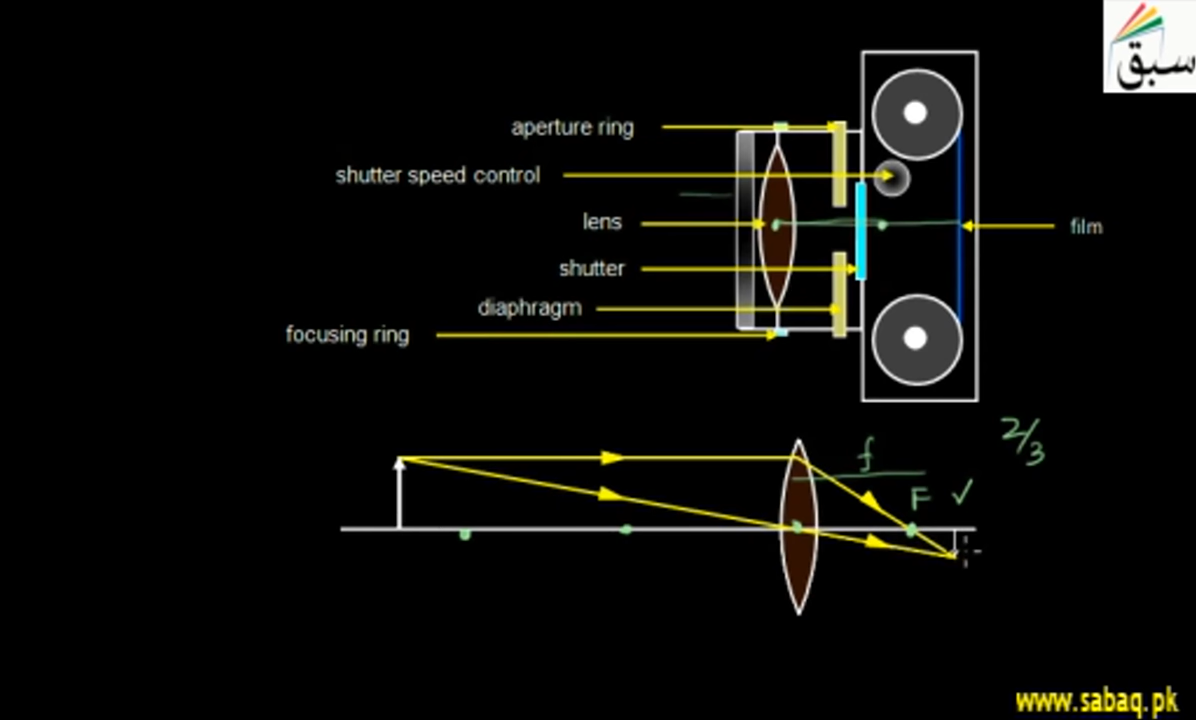 سبق
aperture ring
shutter speed control
lens
film
shutter
diaphragm
focusing ring
2/3
f
F ✓
www.sabaq.pk